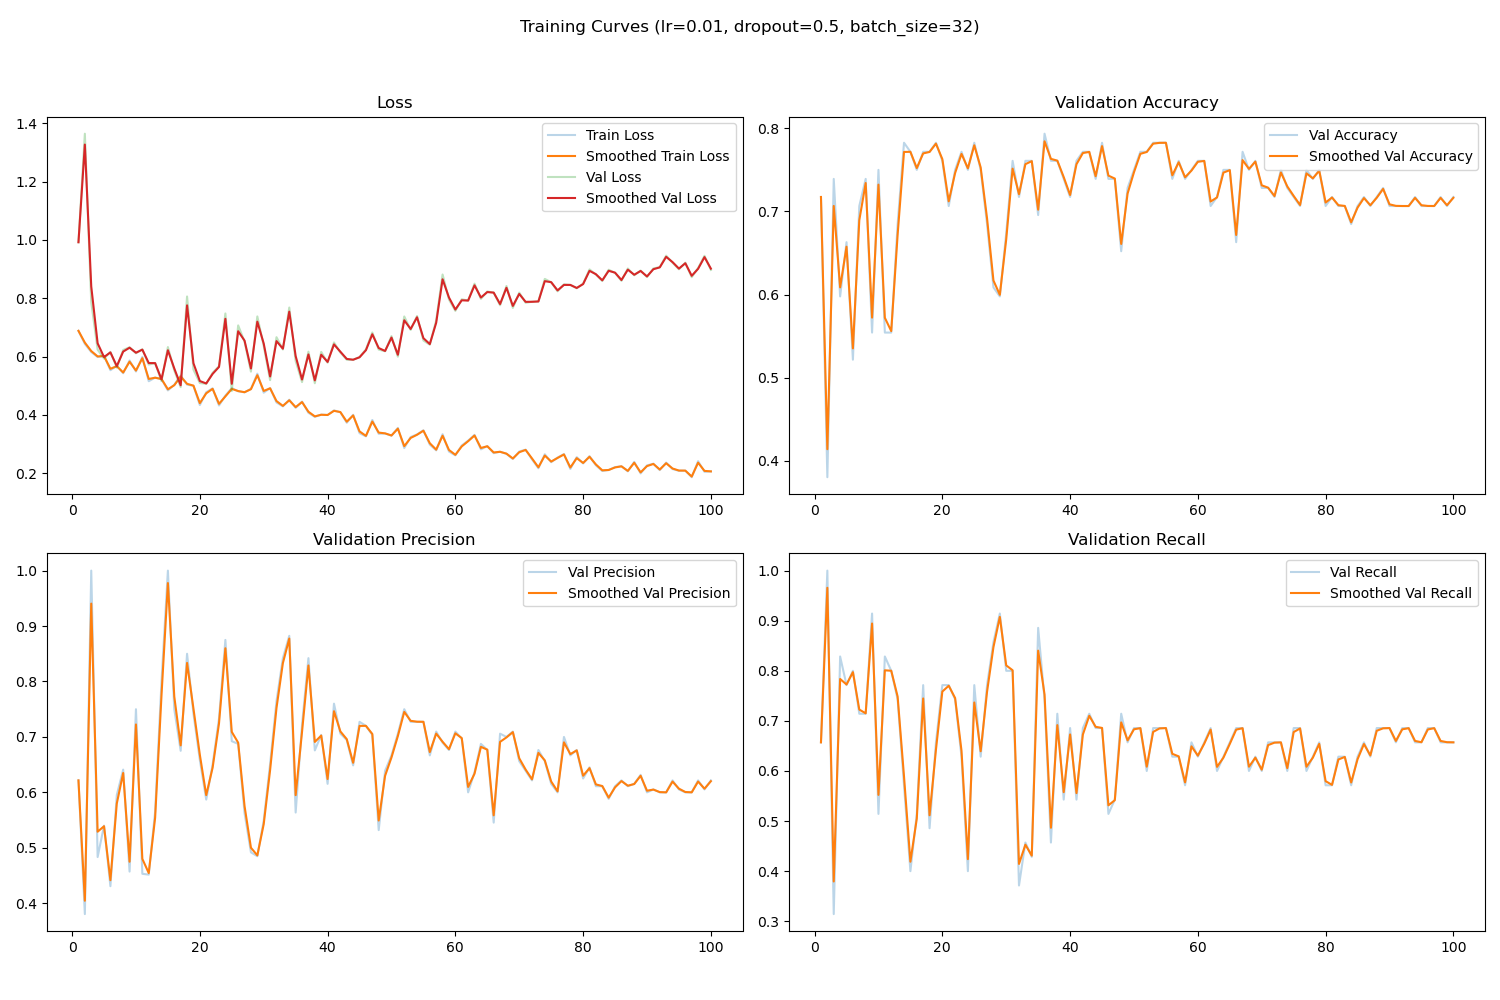 Training Curves (lr=0.01, dropout=0.5, batch_size=32)
Loss
1.4
1.2
1.0
0.8
0.6
0.4
0.2
0 20 40 60 80 100
Train Loss
Smoothed Train Loss
Val Loss
Smoothed Val Loss
Validation Accuracy
0.8
0.7
0.6
0.5
0.4
0 20 40 60 80 100
Val Accuracy
Smoothed Val Accuracy
Validation Precision
1.0
0.9
0.8
0.7
0.6
0.5
0.4
0 20 40 60 80 100
Val Precision
Smoothed Val Precision
Validation Recall
1.0
0.9
0.8
0.7
0.6
0.5
0.4
0.3
0 20 40 60 80 100
Val Recall
Smoothed Val Recall